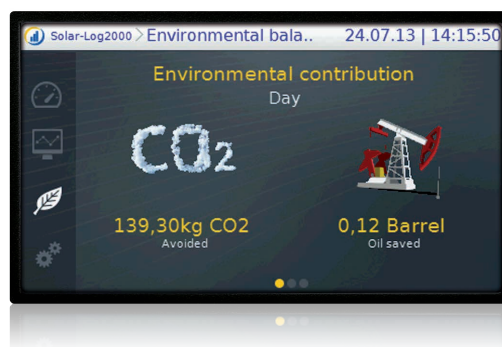 Solar-Log2000 > Environmental bala.. 24.07.13 | 14:15:50
Environmental contribution
Day
CO2
139,30kg CO2 0,12 Barrel
Avoided Oil saved